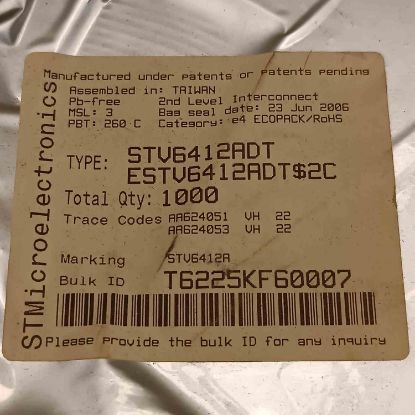 Manufactured under patents or patents pending
Assembled in: TAIWAN
Pb-free 2nd Level Interconnect
MSL: 3 Bag seal date: 23 Jun 2006
PBT: 260 C Category: e4 ECOPACK/RoHS
STMicroelectronics
TYPE: STV6412ADT
ESTV6412ADT$2C
Total Qty: 1000
Trace Codes AA624051 VH 22
AA624053 VH 22
Marking STV6412A
Bulk ID T6225KF60007
Please provide the bulk ID for any inquiry